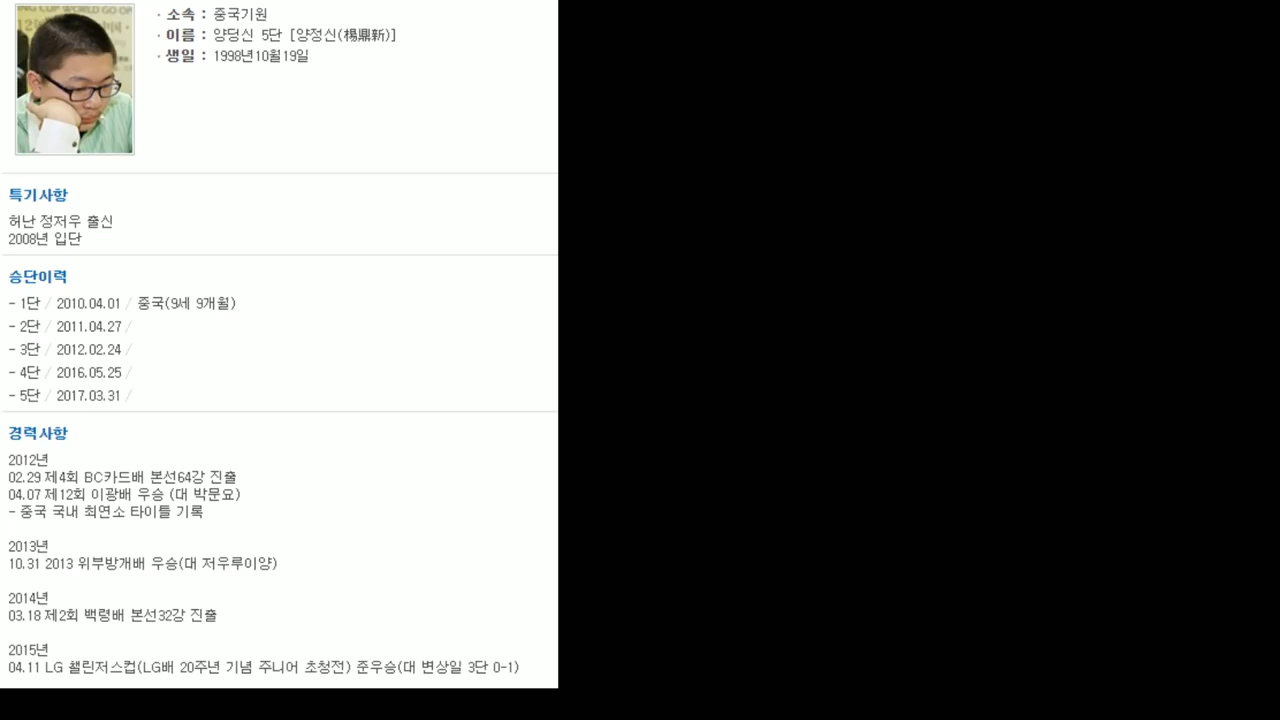 ING CUP WORLD GO OP
· 소속 : 중국기원
· 이름 : 양딩신 5단 [양정신(楊鼎新)]
· 생일 : 1998년10월19일
특기사항
허난 정저우 출신
2008년 입단
승단이력
- 1단 / 2010.04.01 / 중국(9세 9개월)
- 2단 / 2011.04.27 /
- 3단 / 2012.02.24 /
- 4단 / 2016.05.25 /
- 5단 / 2017.03.31 /
경력사항
2012년
02.29 제4회 BC카드배 본선64강 진출
04.07 제12회 이광배 우승 (대 박문요)
- 중국 국내 최연소 타이틀 기록
2013년
10.31 2013 위부방개배 우승(대 저우루이양)
2014년
03.18 제2회 백령배 본선32강 진출
2015년
04.11 LG 챌린저스컵(LG배 20주년 기념 주니어 초청전) 준우승(대 변상일 3단 0-1)